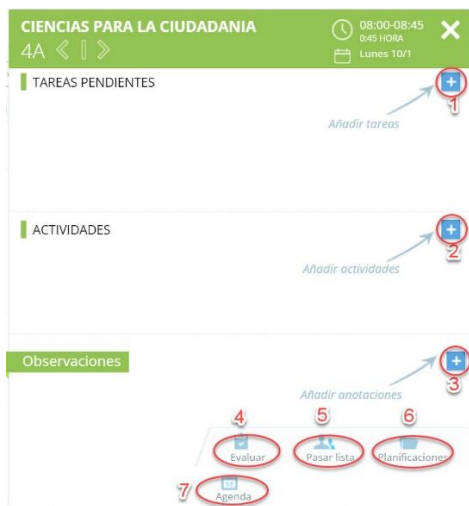 CIENCIAS PARA LA CIUDADANIA
08:00-08:45
0:45 HORA
4A
Lunes 10/1
TAREAS PENDIENTES
1
Añadir tareas
ACTIVIDADES
2
Añadir actividades
Observaciones
3
Añadir anotaciones
4 5 6
Evaluar Pasar lista Planificaciones
7
Agenda